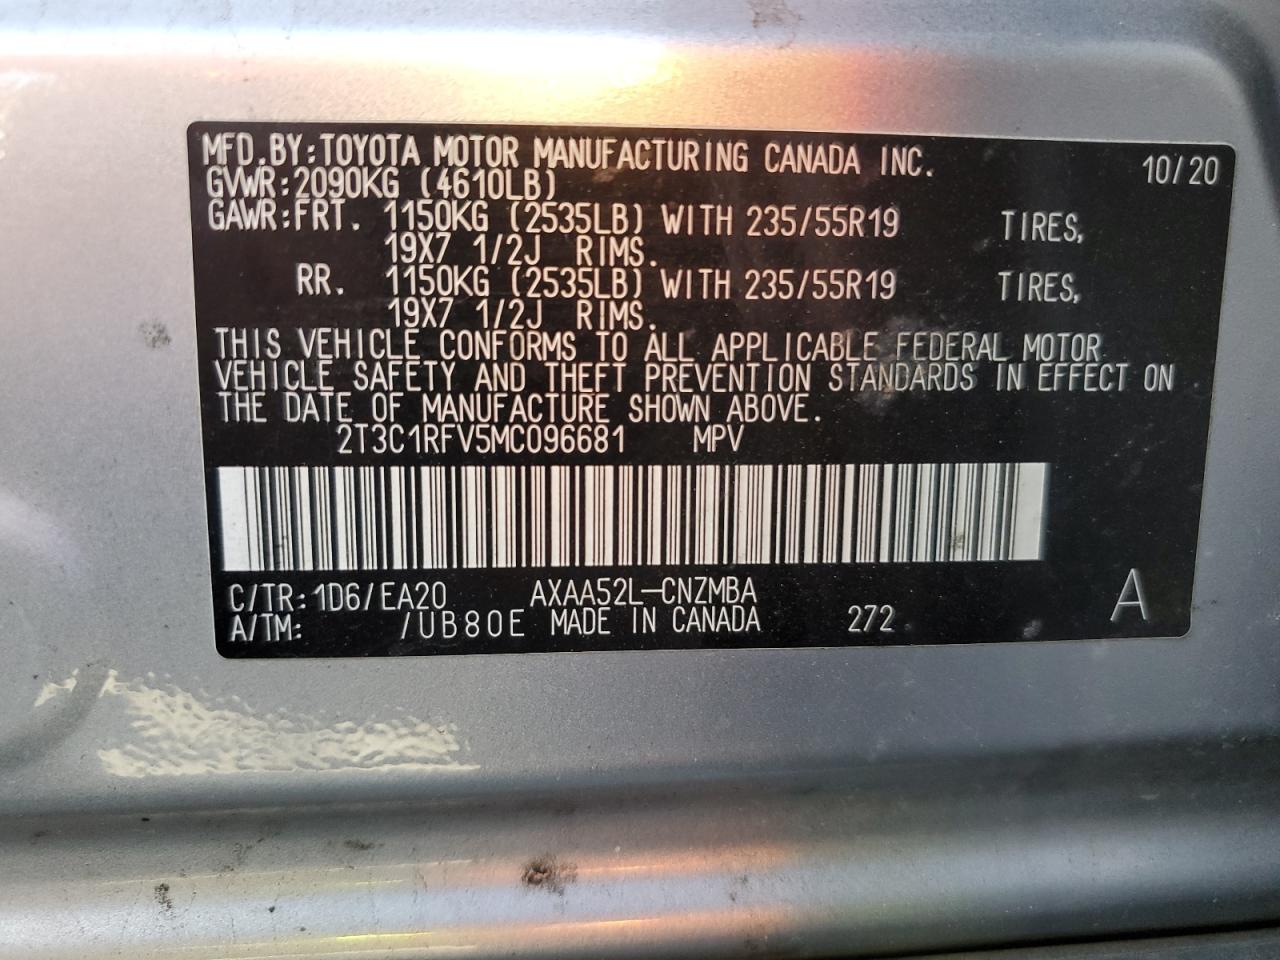 MFD.BY:TOYOTA MOTOR MANUFACTURING CANADA INC. 10/20
GVWR:2090KG (4610LB)
GAWR:FRT. 1150KG (2535LB) WITH 235/55R19 TIRES,
19X7 1/2J RIMS.
RR. 1150KG (2535LB) WITH 235/55R19 TIRES,
19X7 1/2J RIMS.
THIS VEHICLE CONFORMS TO ALL APPLICABLE FEDERAL MOTOR
VEHICLE SAFETY AND THEFT PREVENTION STANDARDS IN EFFECT ON
THE DATE OF MANUFACTURE SHOWN ABOVE.
2T3C1RFV5MC096681 MPV
C/TR:1D6/EA20 AXAA52L-CNZMBA
A/TM: /UB80E MADE IN CANADA 272 A